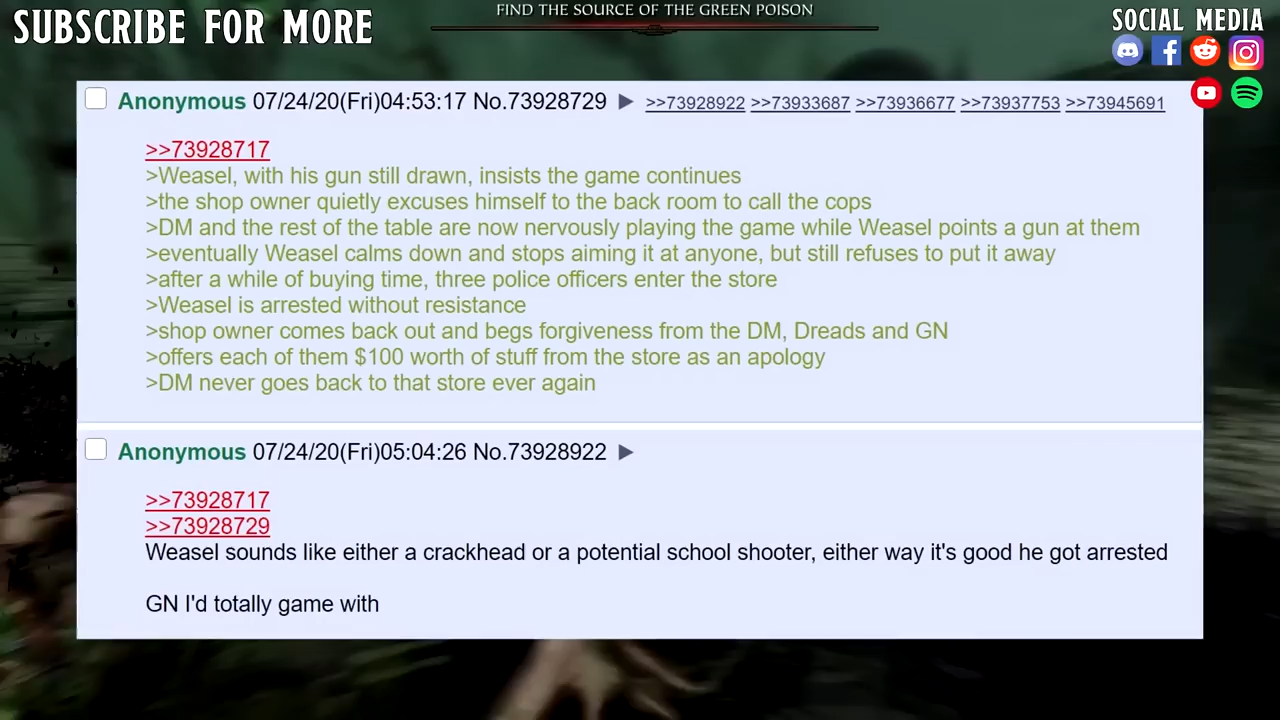 FIND THE SOURCE OF THE GREEN POISON
SUBSCRIBE FOR MORE
SOCIAL MEDIA
Anonymous 07/24/20(Fri)04:53:17 No.73928729 ▶ >>73928922 >>73933687 >>73936677 >>73937753 >>73945691
>>73928717
>Weasel, with his gun still drawn, insists the game continues
>the shop owner quietly excuses himself to the back room to call the cops
>DM and the rest of the table are now nervously playing the game while Weasel points a gun at them
>eventually Weasel calms down and stops aiming it at anyone, but still refuses to put it away
>after a while of buying time, three police officers enter the store
>Weasel is arrested without resistance
>shop owner comes back out and begs forgiveness from the DM, Dreads and GN
>offers each of them $100 worth of stuff from the store as an apology
>DM never goes back to that store ever again
Anonymous 07/24/20(Fri)05:04:26 No.73928922 ▶
>>73928717
>>73928729
Weasel sounds like either a crackhead or a potential school shooter, either way it's good he got arrested
GN I'd totally game with